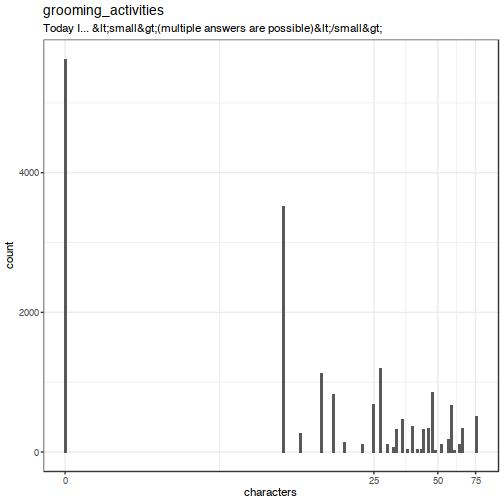 grooming_activities
Today I... &lt;small&gt;(multiple answers are possible)&lt;/small&gt;
4000
2000
0
count
0 25 50 75
characters